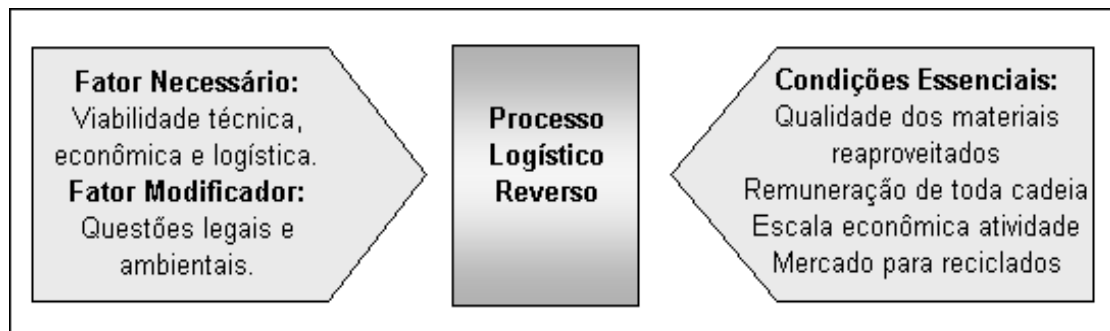 Fator Necessário:
Viabilidade técnica,
econômica e logística.
Fator Modificador:
Questões legais e
ambientais.
Processo
Logístico
Reverso
Condições Essenciais:
Qualidade dos materiais
reaproveitados
Remuneração de toda cadeia
Escala econômica atividade
Mercado para reciclados